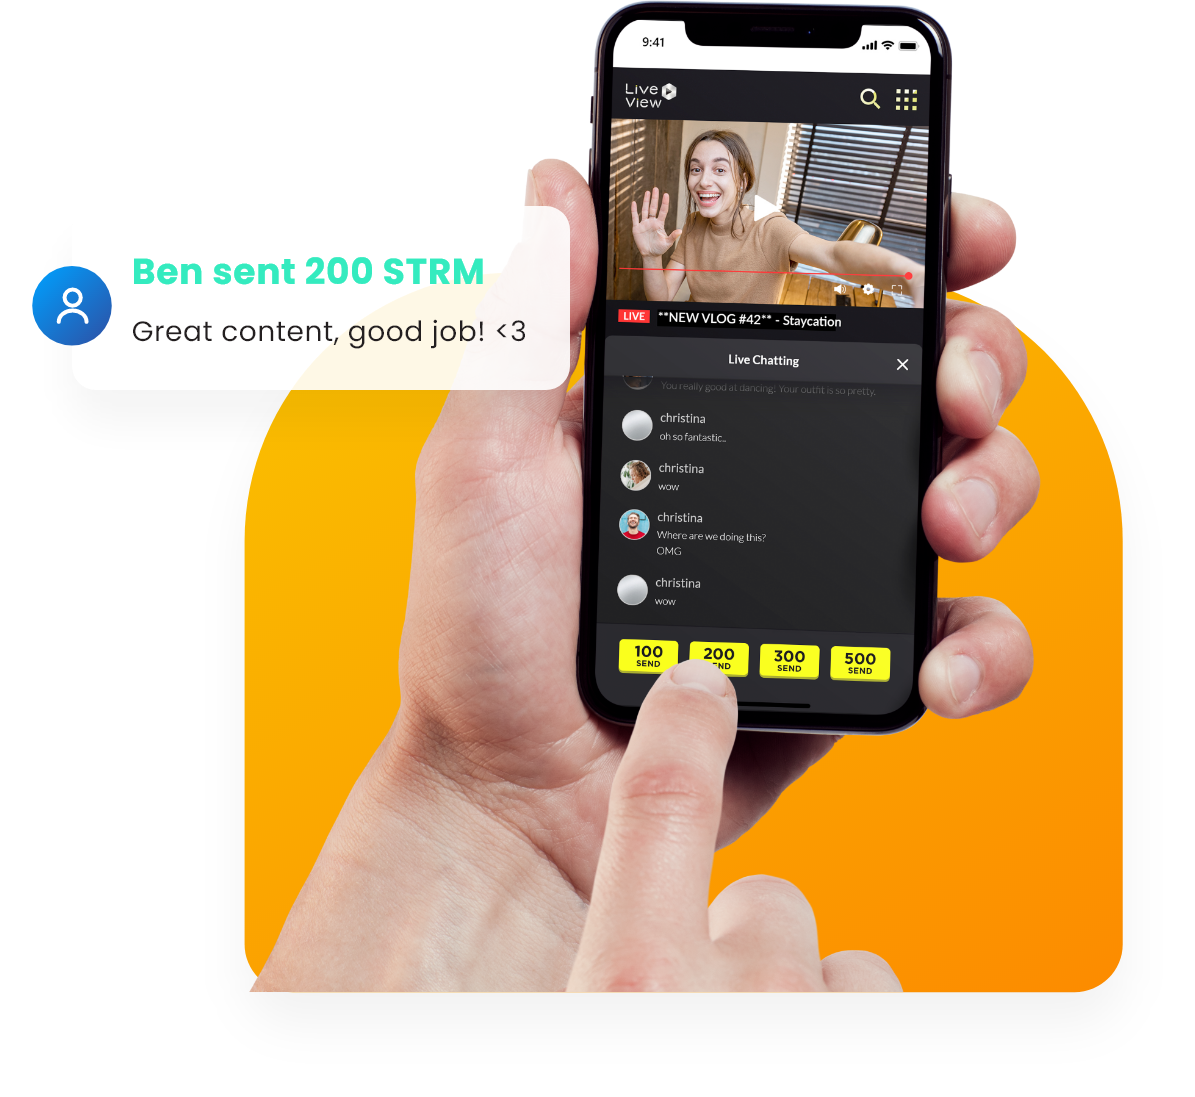 9:41
Live
View
Ben sent 200 STRM
Great content, good job! <3
LIVE **NEW VLOG #42** - Staycation
Live Chatting
You really good at dancing! Your outfit is so pretty.
christina
oh so fantastic..
christina
wow
christina
Where are we doing this?
OMG
christina
wow
100 200 300 500
SEND END SEND SEND